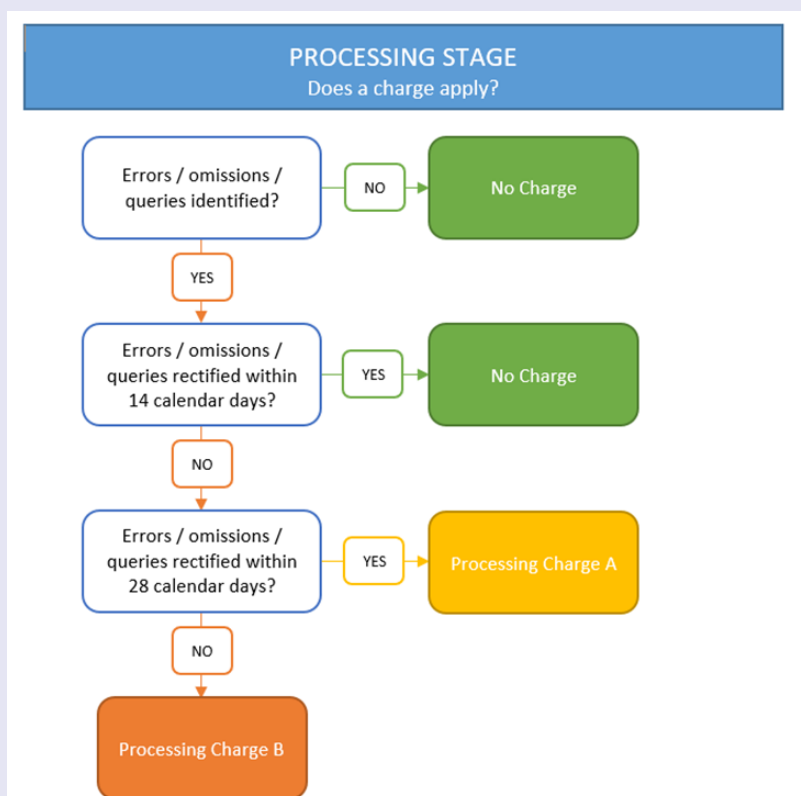 PROCESSING STAGE
Does a charge apply?
Errors / omissions /
queries identified?
NO
No Charge
YES
Errors / omissions /
queries rectified within
14 calendar days?
YES
No Charge
NO
Errors / omissions /
queries rectified within
28 calendar days?
YES
Processing Charge A
NO
Processing Charge B